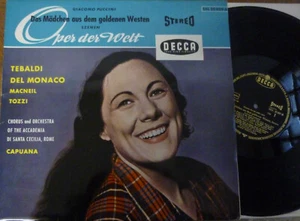 GIACOMO PUCCINI
Das Mädchen aus dem goldenen Westen
STEREO
Oper der Welt
DECCA
TEBALDI
DEL MONACO
MACNEIL
TOZZI
CHORUS and ORCHESTRA
OF THE ACCADEMIA
DI SANTA CECILIA, ROME
CAPUANA